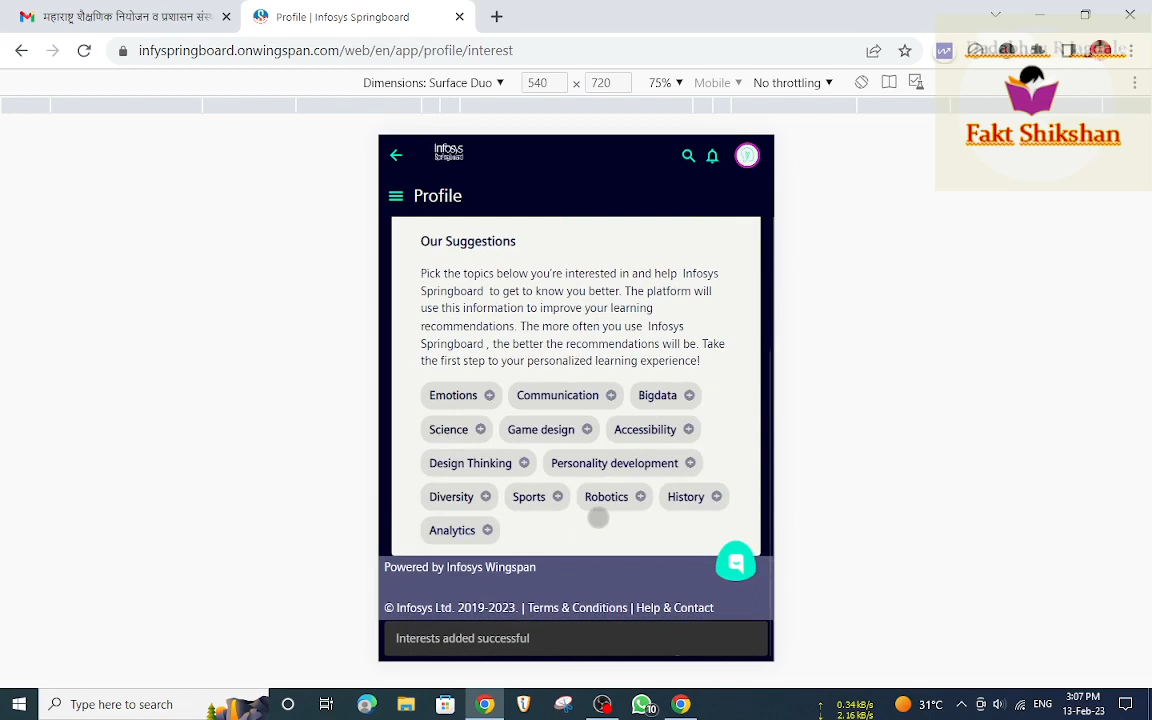 महाराष्ट्र शैक्षणिक नियोजन व प्रशासन संस्
Profile | Infosys Springboard
infyspringboard.onwingspan.com/web/en/app/profile/interest
Dadabhau R Ingale
Dimensions: Surface Duo 540 × 720 75% Mobile No throttling
Fakt Shikshan
Infosys
Springboard
Profile
Our Suggestions
Pick the topics below you're interested in and help Infosys
Springboard to get to know you better. The platform will
use this information to improve your learning
recommendations. The more often you use Infosys
Springboard , the better the recommendations will be. Take
the first step to your personalized learning experience!
Emotions Communication Bigdata
Science Game design Accessibility
Design Thinking Personality development
Diversity Sports Robotics History
Analytics
Powered by Infosys Wingspan
© Infosys Ltd. 2019-2023. | Terms & Conditions | Help & Contact
Interests added successful
Type here to search
10
0.34 kB/s
2.16 kB/s
31°C
ENG
3:07 PM
13-Feb-23